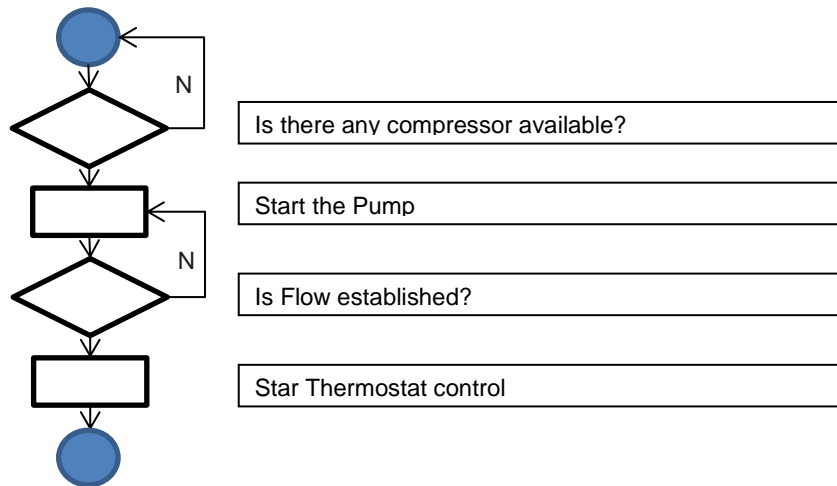 N
Is there any compressor available?
Start the Pump
N
Is Flow established?
Star Thermostat control